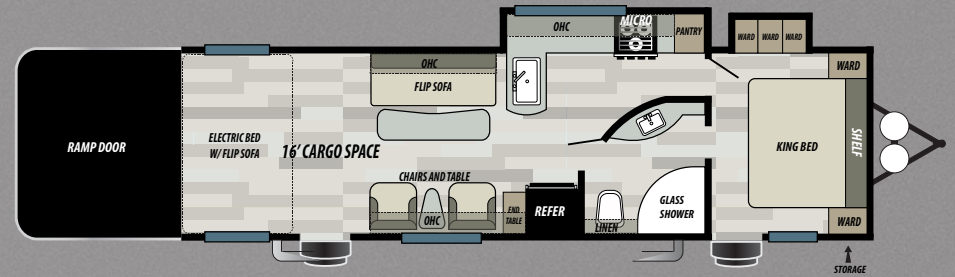 RAMP DOOR
ELECTRIC BED
W/ FLIP SOFA
16' CARGO SPACE
OHC
FLIP SOFA
CHAIRS AND TABLE
OHC
END
TABLE
REFER
OHC
MICRO
PANTRY
LINEN
GLASS
SHOWER
WARD
WARD
WARD
WARD
KING BED
SHELF
WARD
STORAGE